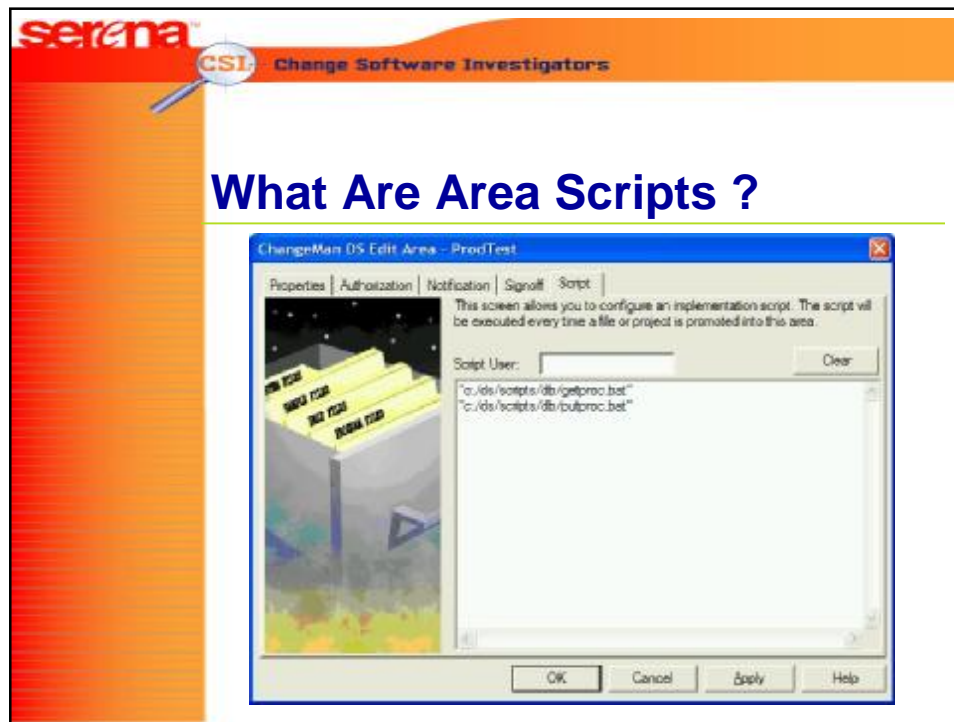 serena™
CSI Change Software Investigators
What Are Area Scripts ?
ChangeMan DS Edit Area - ProdTest
Properties Authorization Notification Signoff Script
This screen allows you to configure an implementation script. The script will
be executed every time a file or project is promoted into this area.
Script User:
Clear
"c:/ds/scripts/db/getproc.bat"
"c:/ds/scripts/db/putproc.bat"
OK Cancel Apply Help